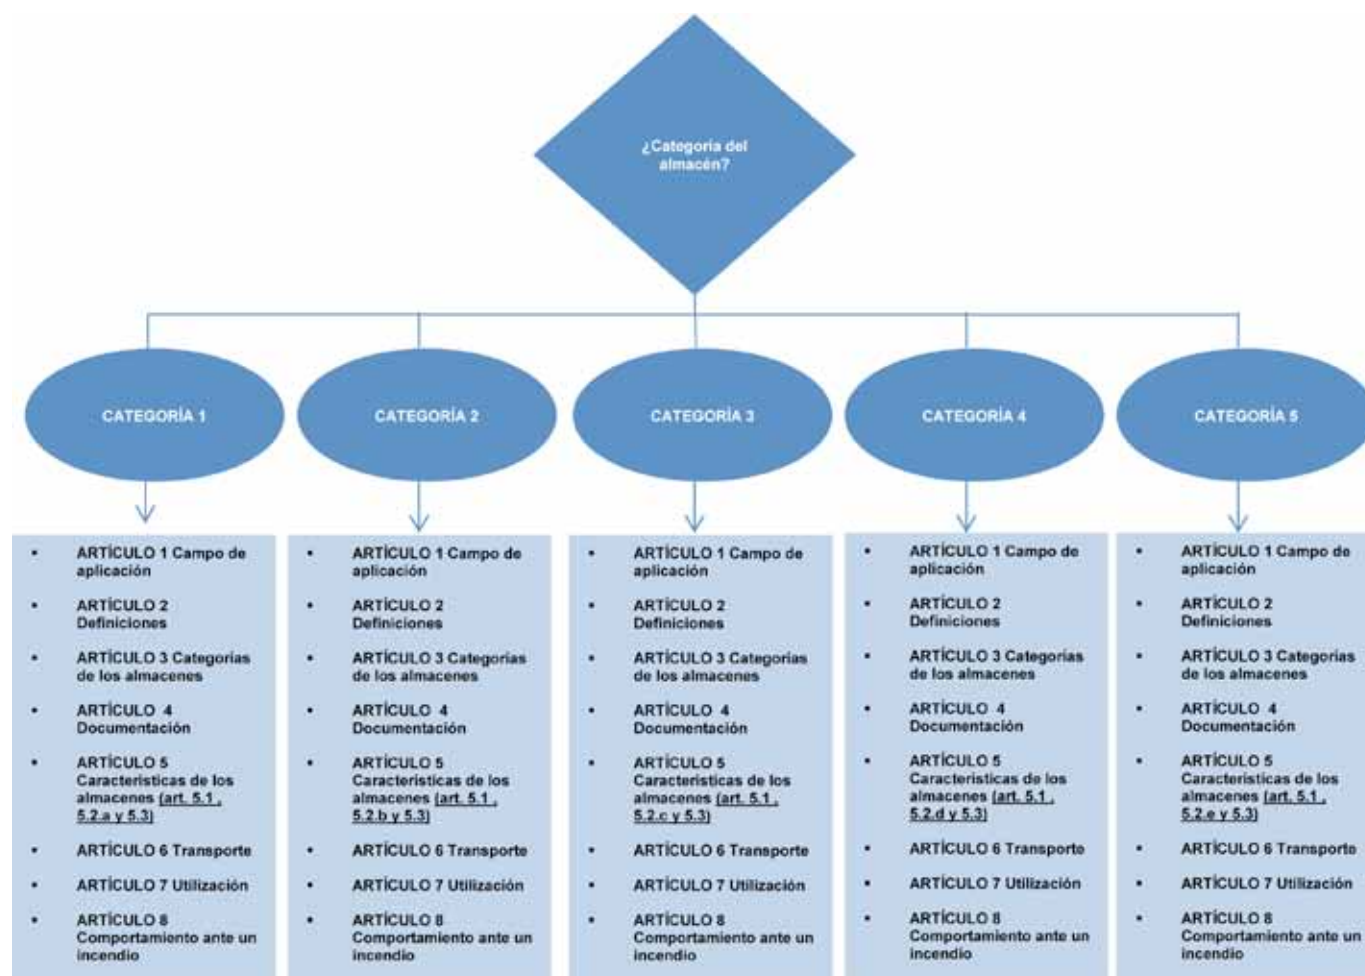 ¿Categoría del
almacén?
CATEGORÍA 1
CATEGORÍA 2
CATEGORÍA 3
CATEGORÍA 4
CATEGORÍA 5
▪ ARTÍCULO 1 Campo de
aplicación
▪ ARTÍCULO 2
Definiciones
▪ ARTÍCULO 3 Categorías
de los almacenes
▪ ARTÍCULO 4
Documentación
▪ ARTÍCULO 5
Características de los
almacenes (art. 5.1 ,
5.2.a y 5.3)
▪ ARTÍCULO 6 Transporte
▪ ARTÍCULO 7 Utilización
▪ ARTÍCULO 8
Comportamiento ante un
incendio
▪ ARTÍCULO 1 Campo de
aplicación
▪ ARTÍCULO 2
Definiciones
▪ ARTÍCULO 3 Categorías
de los almacenes
▪ ARTÍCULO 4
Documentación
▪ ARTÍCULO 5
Características de los
almacenes (art. 5.1 ,
5.2.b y 5.3)
▪ ARTÍCULO 6 Transporte
▪ ARTÍCULO 7 Utilización
▪ ARTÍCULO 8
Comportamiento ante un
incendio
▪ ARTÍCULO 1 Campo de
aplicación
▪ ARTÍCULO 2
Definiciones
▪ ARTÍCULO 3 Categorías
de los almacenes
▪ ARTÍCULO 4
Documentación
▪ ARTÍCULO 5
Características de los
almacenes (art. 5.1 ,
5.2.c y 5.3)
▪ ARTÍCULO 6 Transporte
▪ ARTÍCULO 7 Utilización
▪ ARTÍCULO 8
Comportamiento ante un
incendio
▪ ARTÍCULO 1 Campo de
aplicación
▪ ARTÍCULO 2
Definiciones
▪ ARTÍCULO 3 Categorías
de los almacenes
▪ ARTÍCULO 4
Documentación
▪ ARTÍCULO 5
Características de los
almacenes (art. 5.1 ,
5.2.d y 5.3)
▪ ARTÍCULO 6 Transporte
▪ ARTÍCULO 7 Utilización
▪ ARTÍCULO 8
Comportamiento ante un
incendio
▪ ARTÍCULO 1 Campo de
aplicación
▪ ARTÍCULO 2
Definiciones
▪ ARTÍCULO 3 Categorías
de los almacenes
▪ ARTÍCULO 4
Documentación
▪ ARTÍCULO 5
Características de los
almacenes (art. 5.1 ,
5.2.e y 5.3)
▪ ARTÍCULO 6 Transporte
▪ ARTÍCULO 7 Utilización
▪ ARTÍCULO 8
Comportamiento ante un
incendio